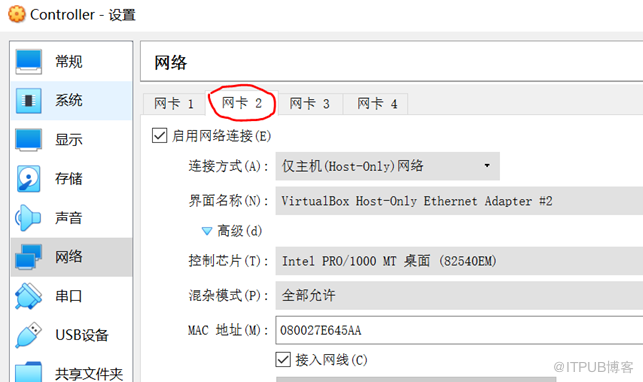 Controller - 设置
常规
系统
显示
存储
声音
网络
串口
USB设备
共享文件夹
网络
网卡 1 网卡 2 网卡 3 网卡 4
启用网络连接(E)
连接方式(A): 仅主机(Host-Only)网络
界面名称(N): VirtualBox Host-Only Ethernet Adapter #2
高级(d)
控制芯片(T): Intel PRO/1000 MT 桌面 (82540EM)
混杂模式(P): 全部允许
MAC 地址(M): 080027E645AA
接入网线(C)
@ITPUB博客